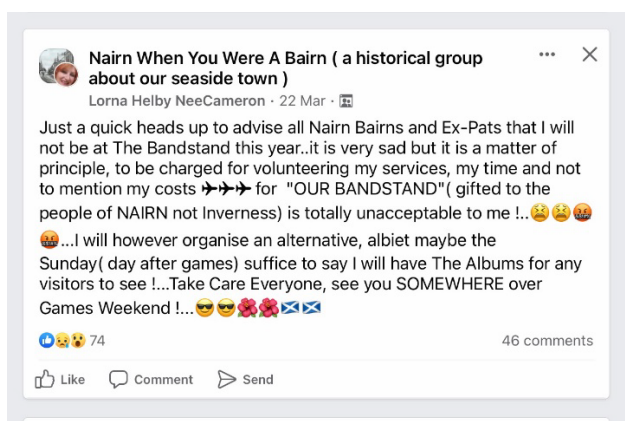 Nairn When You Were A Bairn ( a historical group
about our seaside town )
Lorna Helby NeeCameron · 22 Mar ·
Just a quick heads up to advise all Nairn Bairns and Ex-Pats that I will
not be at The Bandstand this year..it is very sad but it is a matter of
principle, to be charged for volunteering my services, my time and not
to mention my costs ✈✈✈ for "OUR BANDSTAND"( gifted to the
people of NAIRN not Inverness) is totally unacceptable to me !..😫😫🤬
🤬...I will however organise an alternative, albiet maybe the
Sunday( day after games) suffice to say I will have The Albums for any
visitors to see !...Take Care Everyone, see you SOMEWHERE over
Games Weekend !...😎😎🌺🌺🏴󠁧󠁢󠁳󠁣󠁴󠁿🏴󠁧󠁢󠁳󠁣󠁴󠁿
74
46 comments
Like Comment Send